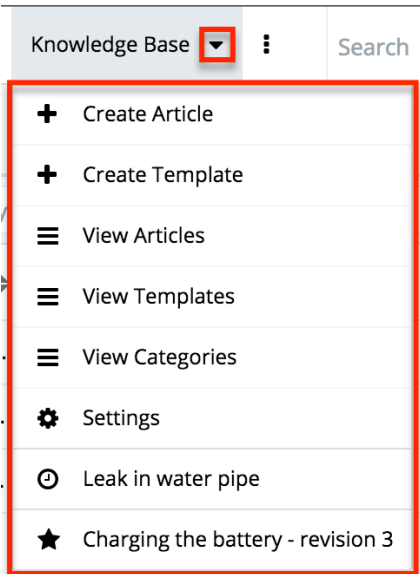 Knowledge Base
Search
Create Article
Create Template
View Articles
View Templates
View Categories
Settings
Leak in water pipe
Charging the battery - revision 3